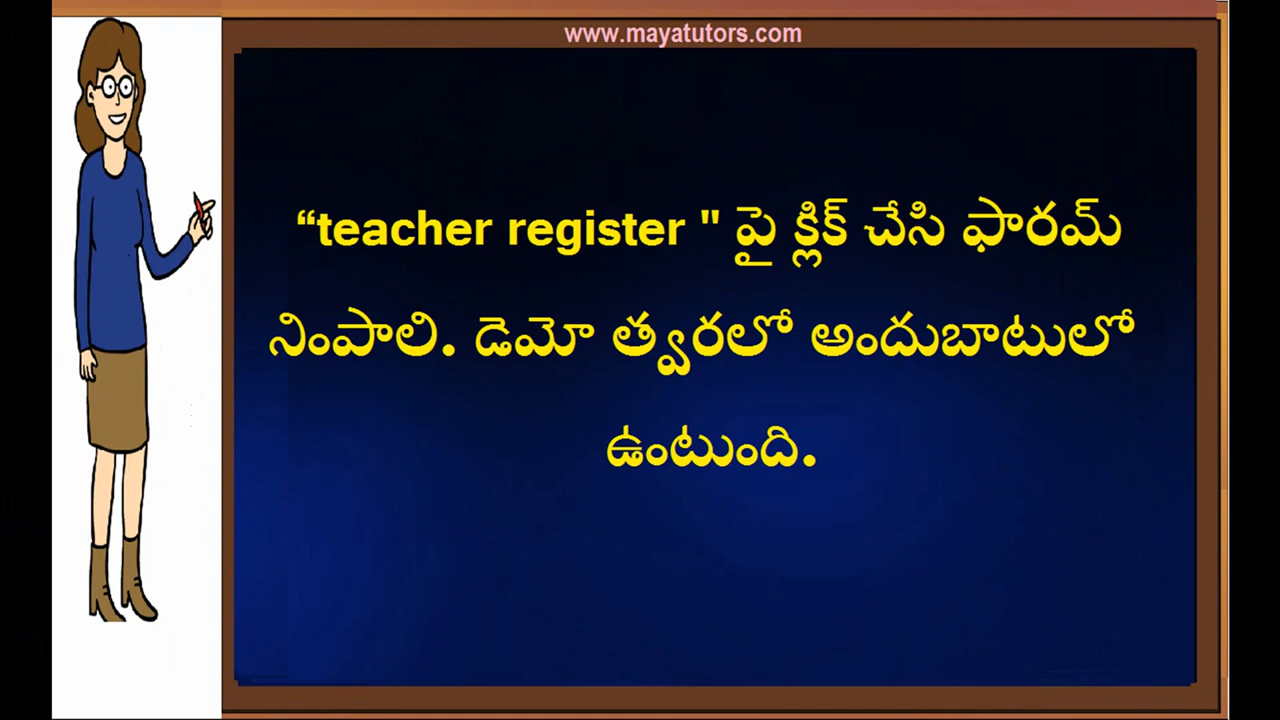 www.mayatutors.com
“teacher register " పై క్లిక్ చేసి ఫారమ్
నింపాలి. డెమో త్వరలో అందుబాటులో
ఉంటుంది.